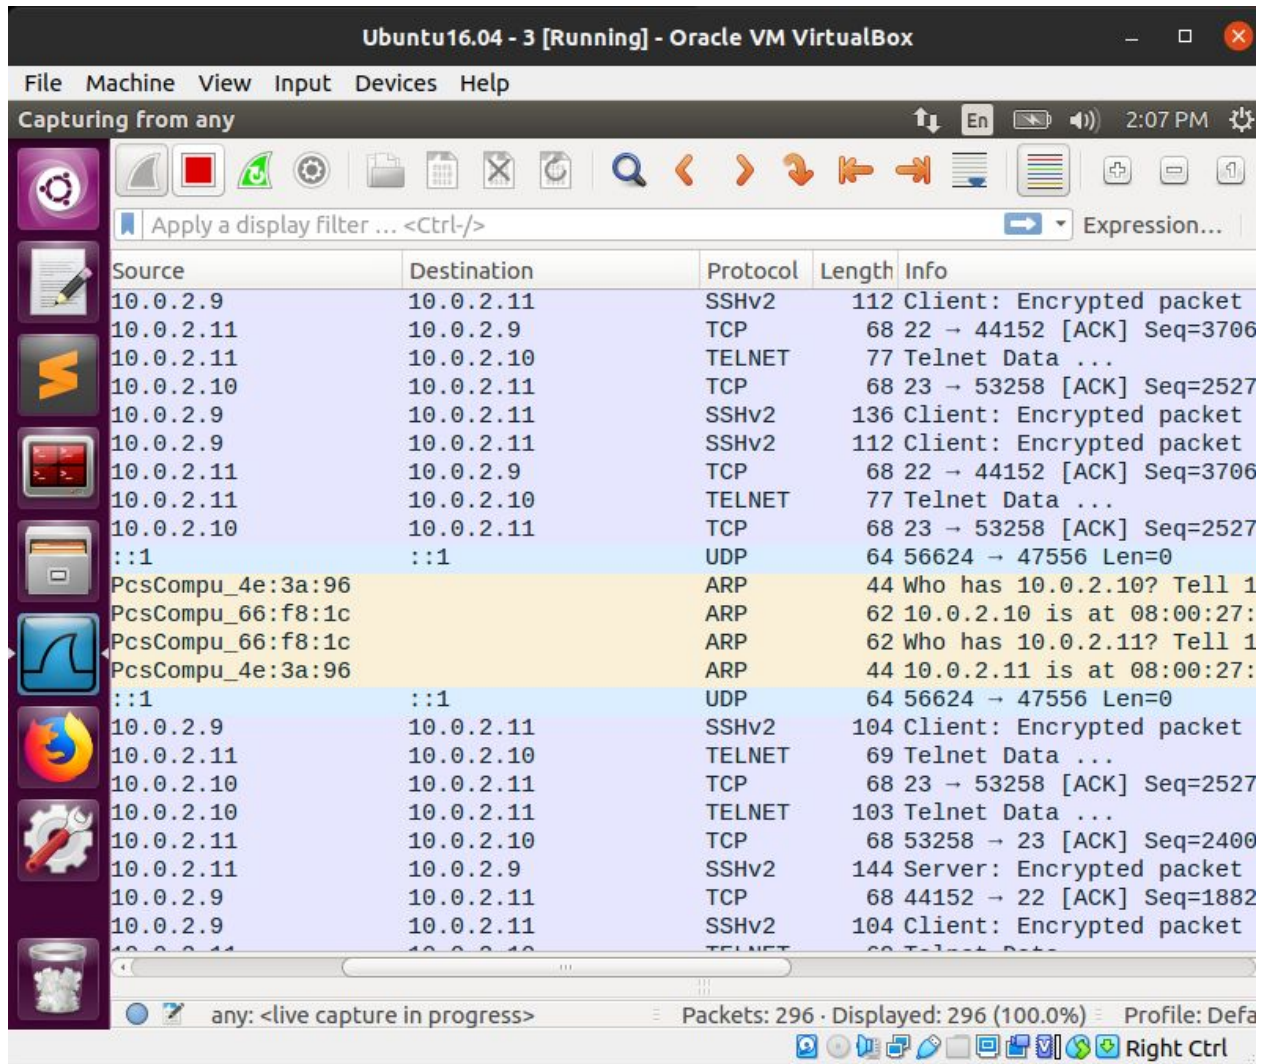 Ubuntu16.04 - 3 [Running] - Oracle VM VirtualBox
File Machine View Input Devices Help
Capturing from any En 2:07 PM
Apply a display filter ... <Ctrl-/> Expression...
Source Destination Protocol Length Info
10.0.2.9 10.0.2.11 SSHv2 112 Client: Encrypted packet
10.0.2.11 10.0.2.9 TCP 68 22 → 44152 [ACK] Seq=3706
10.0.2.11 10.0.2.10 TELNET 77 Telnet Data ...
10.0.2.10 10.0.2.11 TCP 68 23 → 53258 [ACK] Seq=2527
10.0.2.9 10.0.2.11 SSHv2 136 Client: Encrypted packet
10.0.2.9 10.0.2.11 SSHv2 112 Client: Encrypted packet
10.0.2.11 10.0.2.9 TCP 68 22 → 44152 [ACK] Seq=3706
10.0.2.11 10.0.2.10 TELNET 77 Telnet Data ...
10.0.2.10 10.0.2.11 TCP 68 23 → 53258 [ACK] Seq=2527
::1 ::1 UDP 64 56624 → 47556 Len=0
PcsCompu_4e:3a:96 ARP 44 Who has 10.0.2.10? Tell 1
PcsCompu_66:f8:1c ARP 62 10.0.2.10 is at 08:00:27:
PcsCompu_66:f8:1c ARP 62 Who has 10.0.2.11? Tell 1
PcsCompu_4e:3a:96 ARP 44 10.0.2.11 is at 08:00:27:
::1 ::1 UDP 64 56624 → 47556 Len=0
10.0.2.9 10.0.2.11 SSHv2 104 Client: Encrypted packet
10.0.2.11 10.0.2.10 TELNET 69 Telnet Data ...
10.0.2.10 10.0.2.11 TCP 68 23 → 53258 [ACK] Seq=2527
10.0.2.10 10.0.2.11 TELNET 103 Telnet Data ...
10.0.2.11 10.0.2.10 TCP 68 53258 → 23 [ACK] Seq=2400
10.0.2.11 10.0.2.9 SSHv2 144 Server: Encrypted packet
10.0.2.9 10.0.2.11 TCP 68 44152 → 22 [ACK] Seq=1882
10.0.2.9 10.0.2.11 SSHv2 104 Client: Encrypted packet
any: <live capture in progress> Packets: 296 · Displayed: 296 (100.0%) Profile: Defa
Right Ctrl